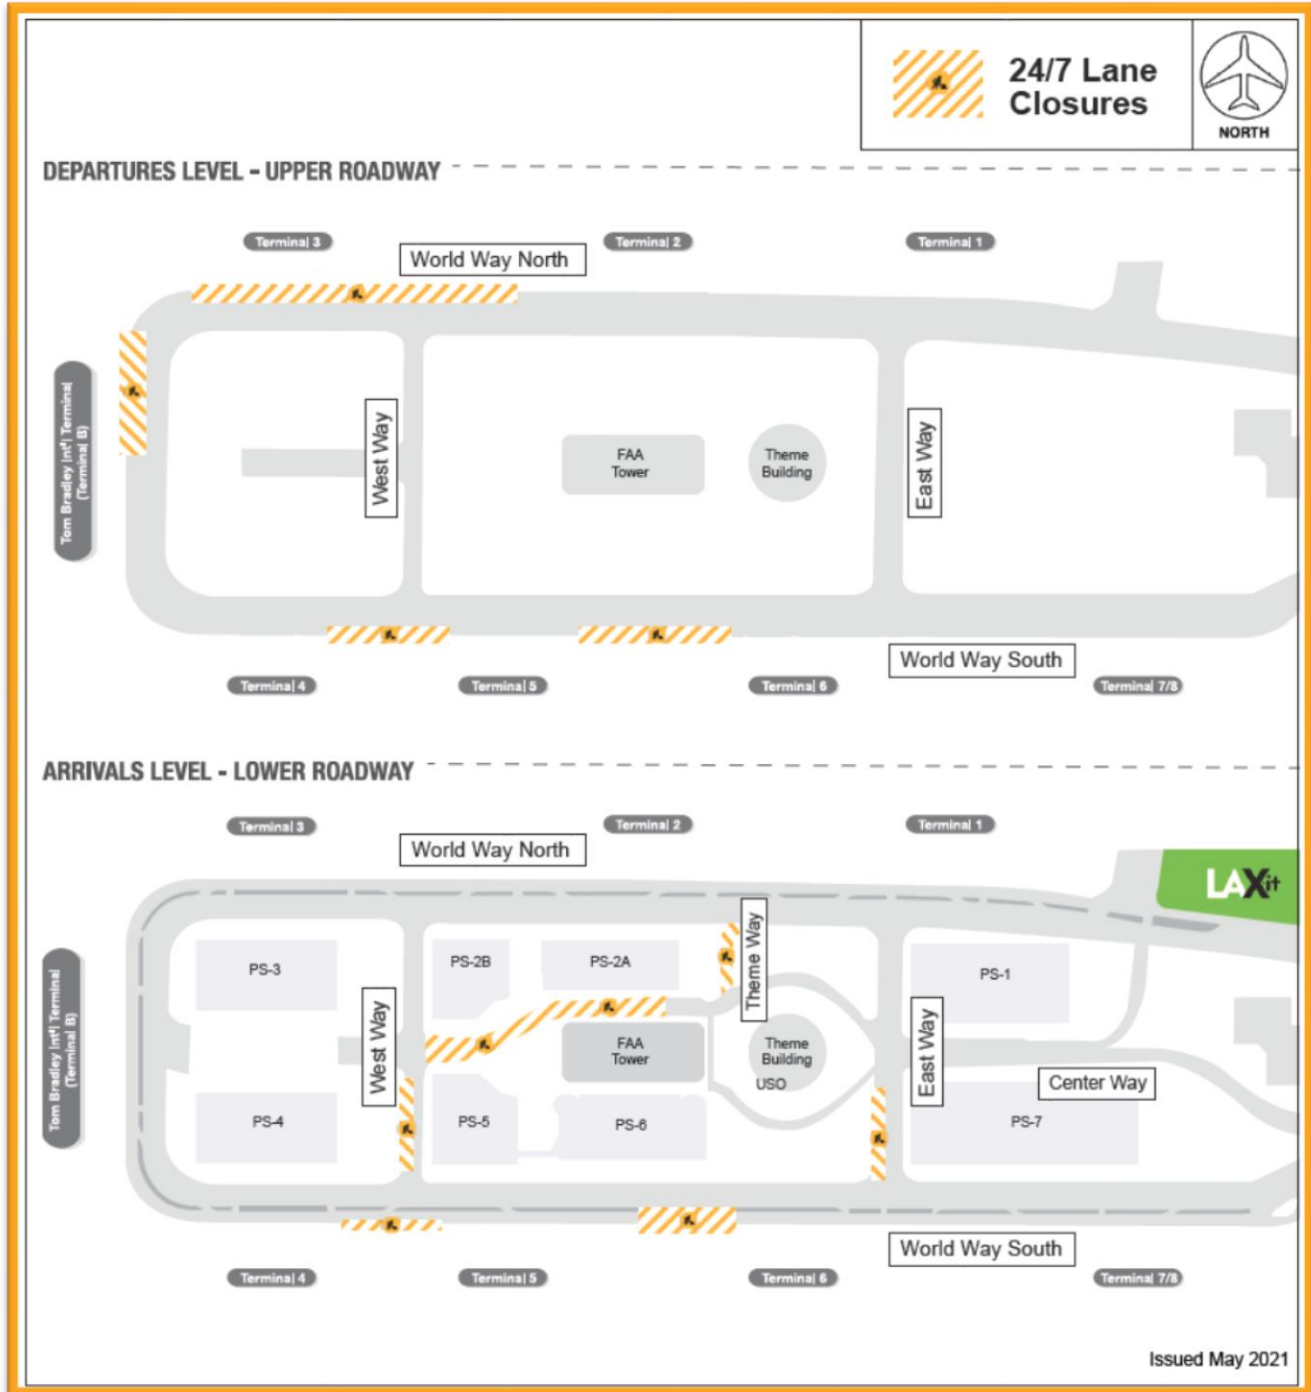 24/7 Lane
Closures
NORTH
DEPARTURES LEVEL - UPPER ROADWAY
Terminal 3
Terminal 2
Terminal 1
World Way North
Tom Bradley Int'l Terminal
(Terminal B)
West Way
FAA
Tower
Theme
Building
East Way
World Way South
Terminal 4
Terminal 5
Terminal 6
Terminal 7/8
ARRIVALS LEVEL - LOWER ROADWAY
Terminal 3
Terminal 2
Terminal 1
World Way North
LAXit
Theme Way
PS-3
PS-2B
PS-2A
PS-1
Tom Bradley Int'l Terminal
(Terminal B)
West Way
FAA
Tower
Theme
Building
USO
East Way
Center Way
PS-4
PS-5
PS-6
PS-7
World Way South
Terminal 4
Terminal 5
Terminal 6
Terminal 7/8
Issued May 2021